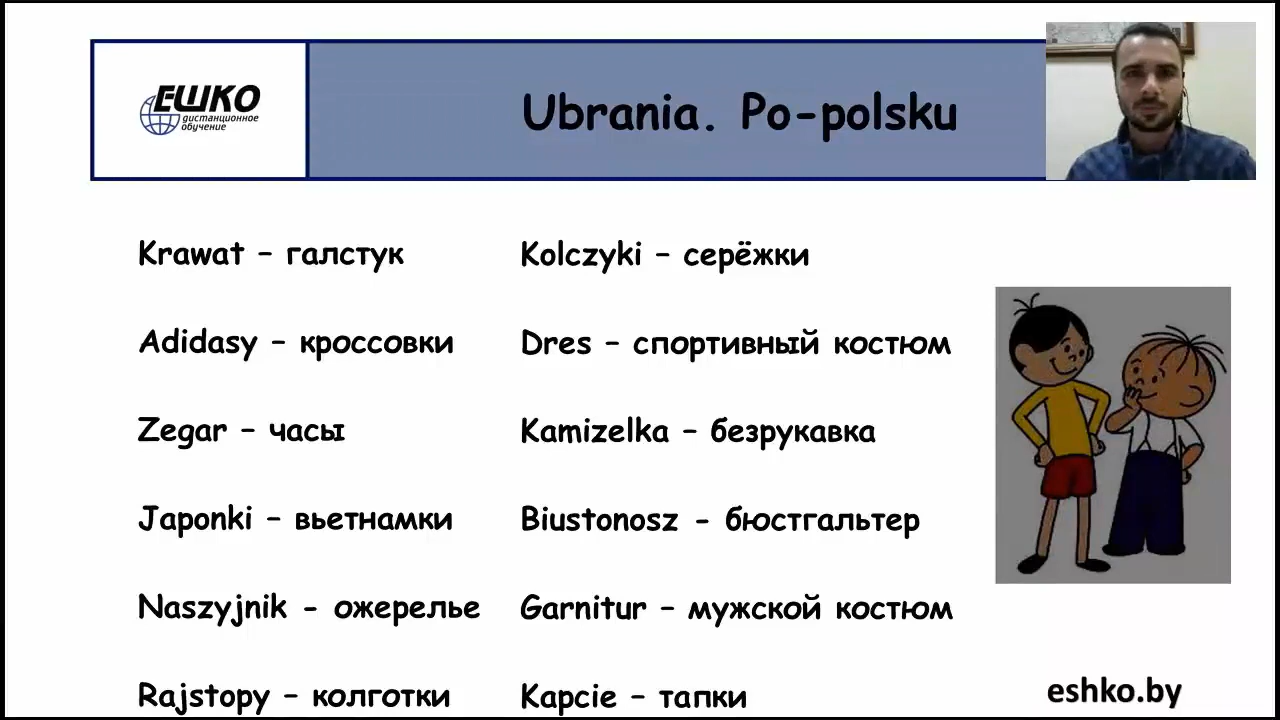 ЕШКО
дистанционное
обучение
Ubrania. Po-polsku
Krawat – галстук
Adidasy – кроссовки
Zegar – часы
Japonki – вьетнамки
Naszyjnik - ожерелье
Rajstopy – колготки
Kolczyki – серёжки
Dres – спортивный костюм
Kamizelka – безрукавка
Biustonosz - бюстгальтер
Garnitur – мужской костюм
Kapcie – тапки
eshko.by